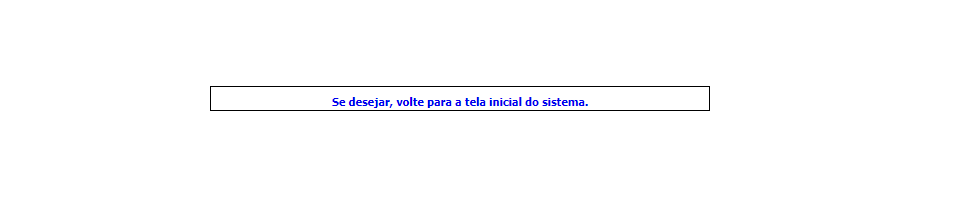 Se desejar, volte para a tela inicial do sistema.